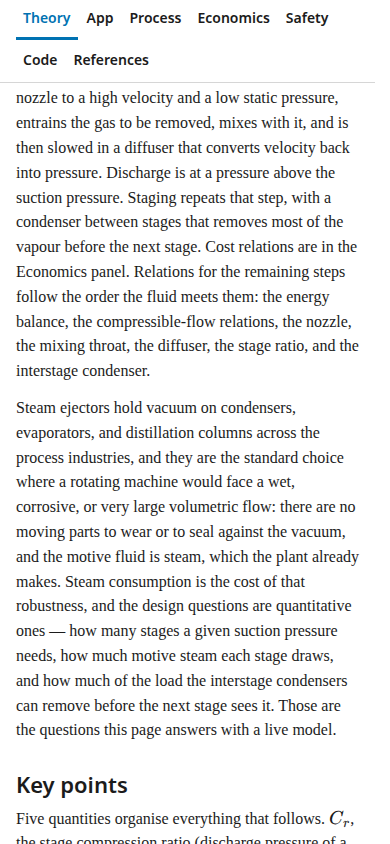 Theory App Process Economics Safety
Code References
nozzle to a high velocity and a low static pressure,
entrains the gas to be removed, mixes with it, and is
then slowed in a diffuser that converts velocity back
into pressure. Discharge is at a pressure above the
suction pressure. Staging repeats that step, with a
condenser between stages that removes most of the
vapour before the next stage. Cost relations are in the
Economics panel. Relations for the remaining steps
follow the order the fluid meets them: the energy
balance, the compressible-flow relations, the nozzle,
the mixing throat, the diffuser, the stage ratio, and the
interstage condenser.
Steam ejectors hold vacuum on condensers,
evaporators, and distillation columns across the
process industries, and they are the standard choice
where a rotating machine would face a wet,
corrosive, or very large volumetric flow: there are no
moving parts to wear or to seal against the vacuum,
and the motive fluid is steam, which the plant already
makes. Steam consumption is the cost of that
robustness, and the design questions are quantitative
ones — how many stages a given suction pressure
needs, how much motive steam each stage draws,
and how much of the load the interstage condensers
can remove before the next stage sees it. Those are
the questions this page answers with a live model.
Key points
Five quantities organise everything that follows. Cᵣ,
the stage compression ratio (discharge pressure of a